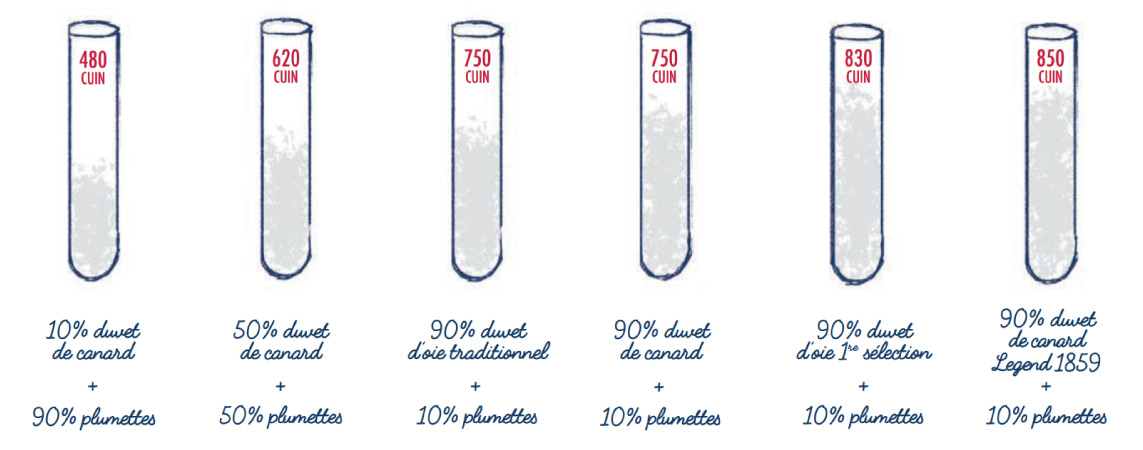 480
CUIN
10% duvet
de canard
+
90% plumettes
620
CUIN
50% duvet
de canard
+
50% plumettes
750
CUIN
90% duvet
d'oie traditionnel
+
10% plumettes
750
CUIN
90% duvet
de canard
+
10% plumettes
830
CUIN
90% duvet
d'oie 1re sélection
+
10% plumettes
850
CUIN
90% duvet
de canard
Legend 1859
+
10% plumettes